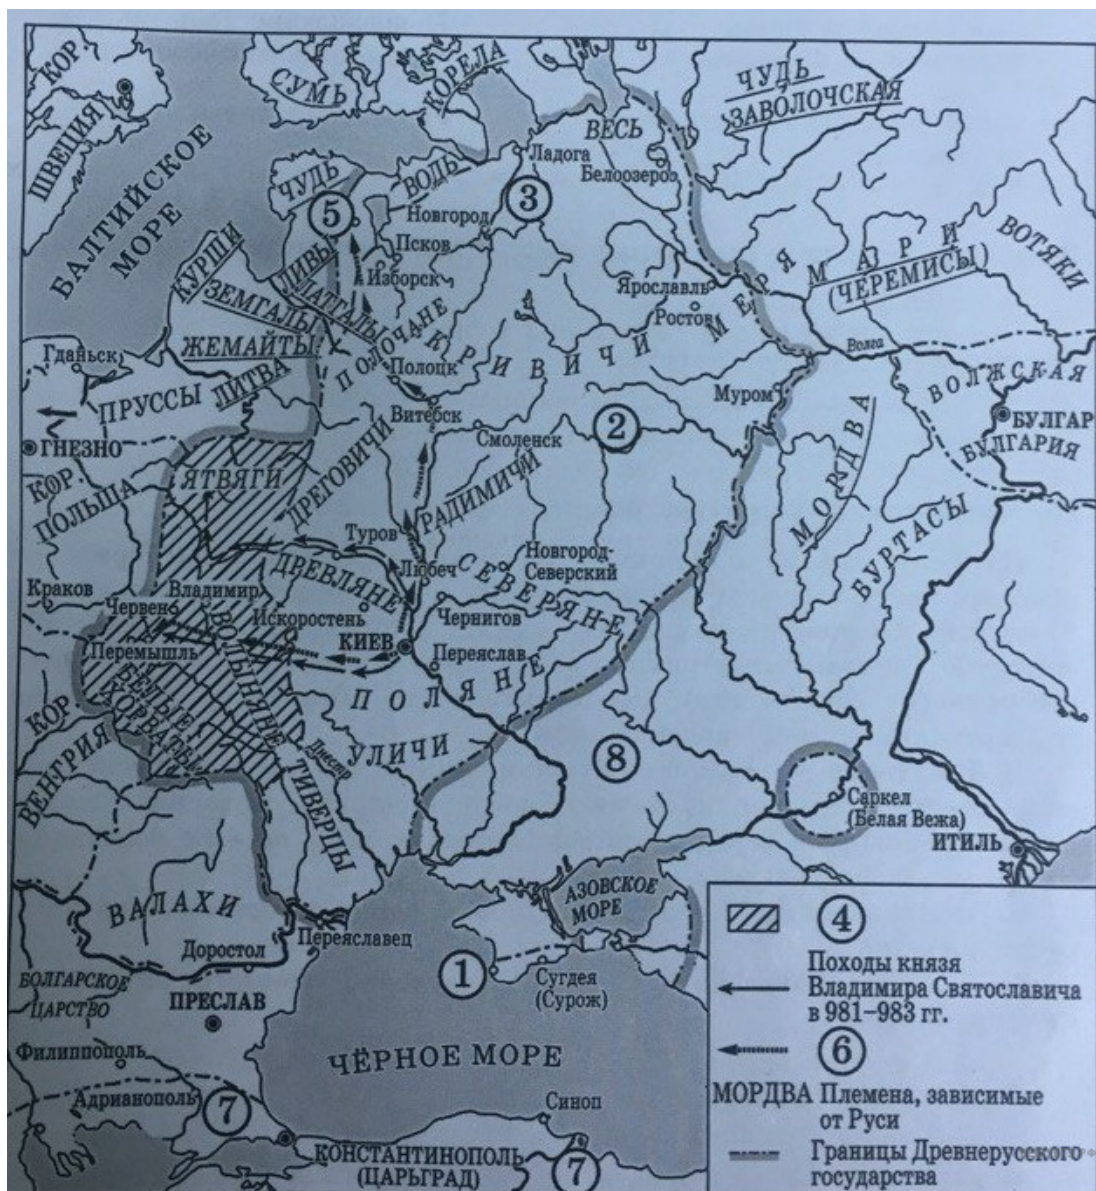 КОР.
ШВЕЦИЯ
СУМЬ
КОРЕЛА
ЧУДЬ
ЗАВОЛОЧСКАЯ
ВЕСЬ
Ладога
Белоозеро
БАЛТИЙСКОЕ
МОРЕ
ЧУДЬ
ВОДЬ
5
3
Новгород
Псков
Изборск
КУРШИ
ЛИВЫ
ЗЕМГАЛЫ
ЛАТГАЛЫ
ЖЕМАЙТЫ
ПОЛОЧАНЕ
КРИВИЧИ
Ярославль
Ростов
МЕРЯ
МАРИ
(ЧЕРЕМИСЫ)
ВОТЯКИ
Волга
Гданьск
ПРУССЫ
ЛИТВА
Полоцк
Витебск
Смоленск
2
Муром
ВОЛЖСКАЯ
БУЛГАРИЯ
БУЛГАР
ГНЕЗНО
КОР.
ПОЛЬША
ЯТВЯГИ
ДРЕГОВИЧИ
РАДИМИЧИ
МОРДВА
БУРТАСЫ
Туров
Любеч
ДРЕВЛЯНЕ
СЕВЕРЯНЕ
Новгород-
Северский
Краков
Червен
Владимир
Искоростень
КИЕВ
Чернигов
Перемышль
ВОЛЫНЯНЕ
Переяслав
ПОЛЯНЕ
БЕЛЫЕ
ХОРВАТЫ
КОР.
ВЕНГРИЯ
УЛИЧИ
Днестр
ТИВЕРЦЫ
8
Саркел
(Белая Вежа)
ИТИЛЬ
ВАЛАХИ
АЗОВСКОЕ
МОРЕ
Переяславец
Доростол
БОЛГАРСКОЕ
ЦАРСТВО
ПРЕСЛАВ
1
Сугдея
(Сурож)
ЧЁРНОЕ МОРЕ
Филиппополь
Адрианополь
7
Синоп
КОНСТАНТИНОПОЛЬ
(ЦАРЬГРАД)
7
4
Походы князя
Владимира Святославича
в 981–983 гг.
6
МОРДВА Племена, зависимые
от Руси
Границы Древнерусского
государства